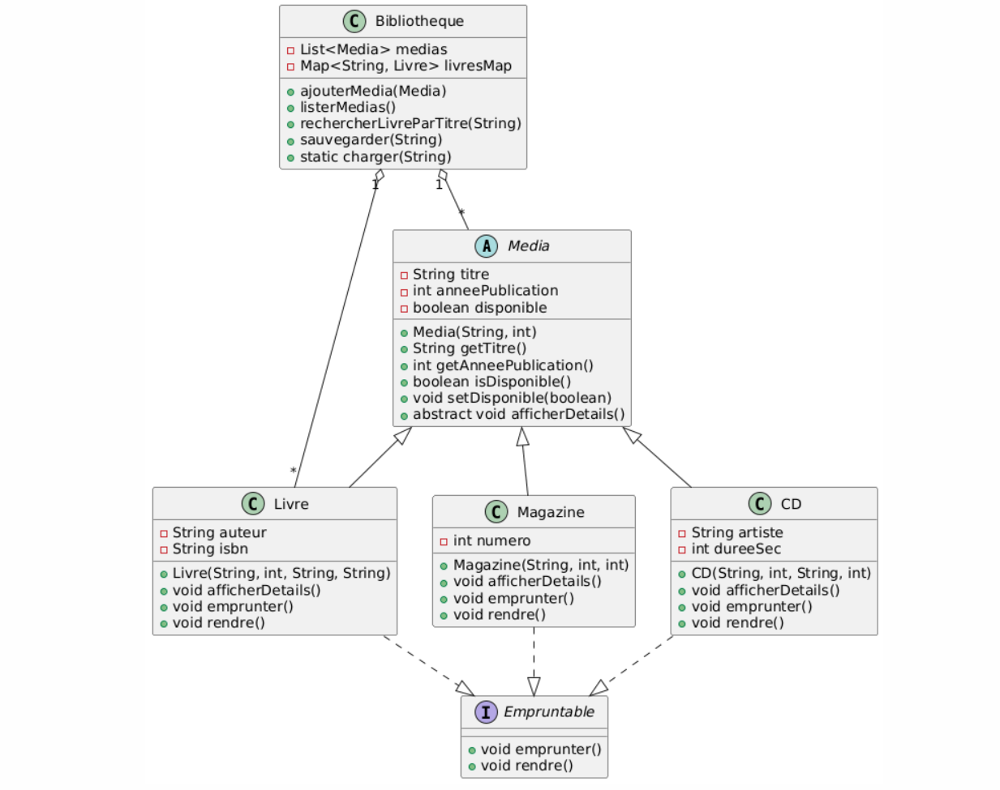 C Bibliotheque
List<Media> medias
Map<String, Livre> livresMap
ajouterMedia(Media)
listerMedias()
rechercherLivreParTitre(String)
sauvegarder(String)
static charger(String)
1
1
*
A Media
String titre
int anneePublication
boolean disponible
Media(String, int)
String getTitre()
int getAnneePublication()
boolean isDisponible()
void setDisponible(boolean)
abstract void afficherDetails()
*
C Livre
String auteur
String isbn
Livre(String, int, String, String)
void afficherDetails()
void emprunter()
void rendre()
C Magazine
int numero
Magazine(String, int, int)
void afficherDetails()
void emprunter()
void rendre()
C CD
String artiste
int dureeSec
CD(String, int, String, int)
void afficherDetails()
void emprunter()
void rendre()
I Empruntable
void emprunter()
void rendre()